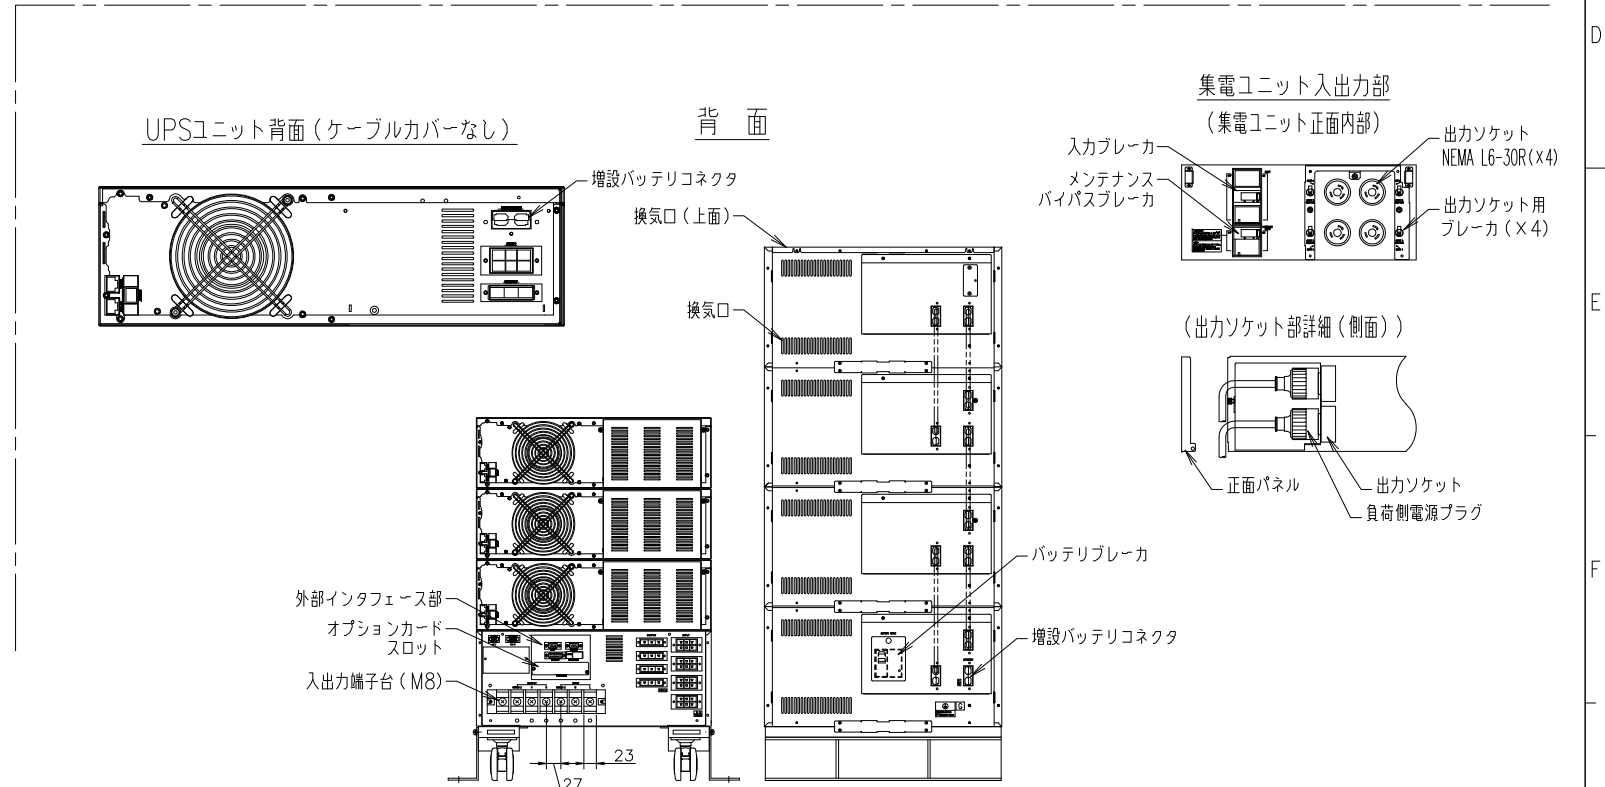 D
集電ユニット入出力部
(集電ユニット正面内部)
背 面
UPSユニット背面(ケーブルカバーなし)
入力ブレーカ
出力ソケット
NEMA L6-30R(×4)
メンテナンス
バイパスブレーカ
増設バッテリコネクタ
換気口(上面)
出力ソケット用
ブレーカ(×4)
E
換気口
(出力ソケット部詳細(側面))
正面パネル
出力ソケット
負荷側電源プラグ
バッテリブレーカ
F
外部インタフェース部
オプションカード
スロット
増設バッテリコネクタ
入出力端子台(M8)
23
27